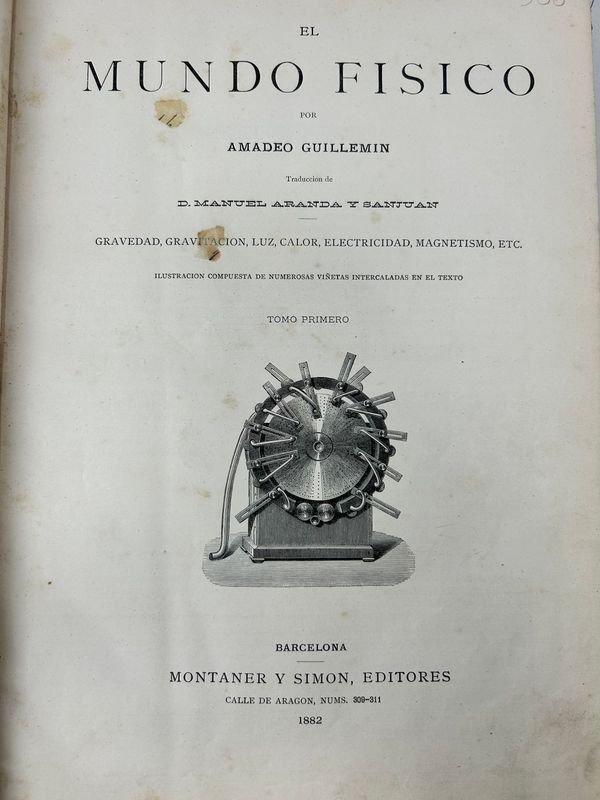 EL
MUNDO FISICO
POR
AMADEO GUILLEMIN
Traduccion de
D. MANUEL ARANDA Y SANJUAN
GRAVEDAD, GRAVITACION, LUZ, CALOR, ELECTRICIDAD, MAGNETISMO, ETC.
ILUSTRACION COMPUESTA DE NUMEROSAS VIÑETAS INTERCALADAS EN EL TEXTO
TOMO PRIMERO
BARCELONA
MONTANER Y SIMON, EDITORES
CALLE DE ARAGON, NUMS. 309-311
1882